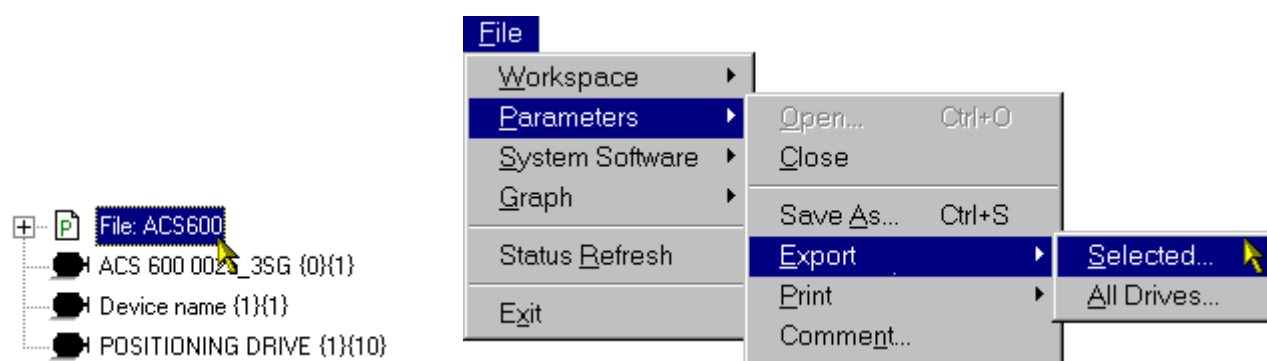 File: ACS600
ACS 600 002_3SG {0}{1}
Device name {1}{1}
POSITIONING DRIVE {1}{10}
File
Workspace
Parameters
System Software
Graph
Status Refresh
Exit
Open... Ctrl+O
Close
Save As... Ctrl+S
Export
Print
Comment...
Selected...
All Drives...